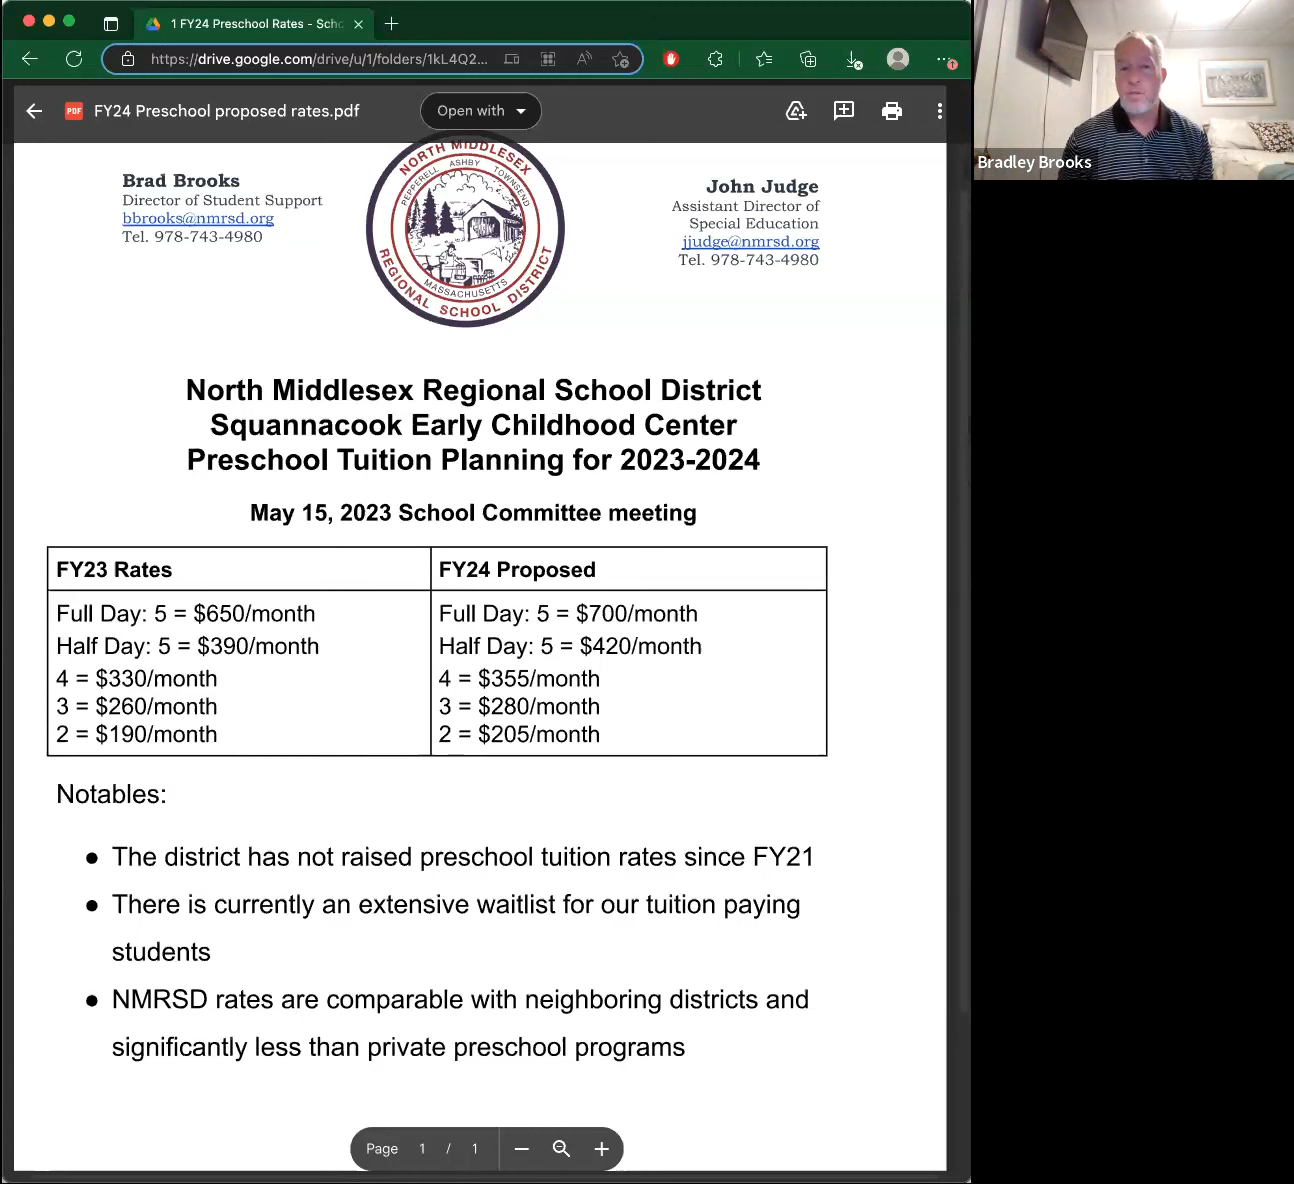 1 FY24 Preschool Rates - Scho
https://drive.google.com/drive/u/1/folders/1kL4Q2...
PDF
FY24 Preschool proposed rates.pdf
Open with
Bradley Brooks
Brad Brooks
Director of Student Support
bbrooks@nmrsd.org
Tel. 978-743-4980
NORTH MIDDLESEX
PEPPERELL ASHBY TOWNSEND
MASSACHUSETTS
REGIONAL SCHOOL DISTRICT
John Judge
Assistant Director of
Special Education
jjudge@nmrsd.org
Tel. 978-743-4980
North Middlesex Regional School District
Squannacook Early Childhood Center
Preschool Tuition Planning for 2023-2024
May 15, 2023 School Committee meeting
FY23 Rates
FY24 Proposed
Full Day: 5 = $650/month
Half Day: 5 = $390/month
4 = $330/month
3 = $260/month
2 = $190/month
Full Day: 5 = $700/month
Half Day: 5 = $420/month
4 = $355/month
3 = $280/month
2 = $205/month
Notables:
● The district has not raised preschool tuition rates since FY21
● There is currently an extensive waitlist for our tuition paying
students
● NMRSD rates are comparable with neighboring districts and
significantly less than private preschool programs
Page 1 / 1